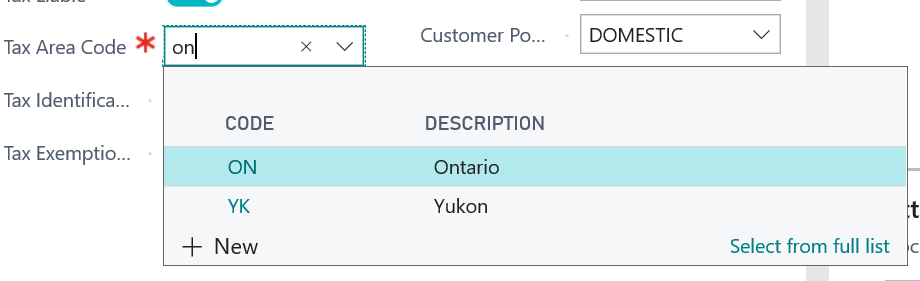 Tax Area Code * on
Customer Po... DOMESTIC
Tax Identifica...
Tax Exemptio...
CODE DESCRIPTION
ON Ontario
YK Yukon
+ New Select from full list